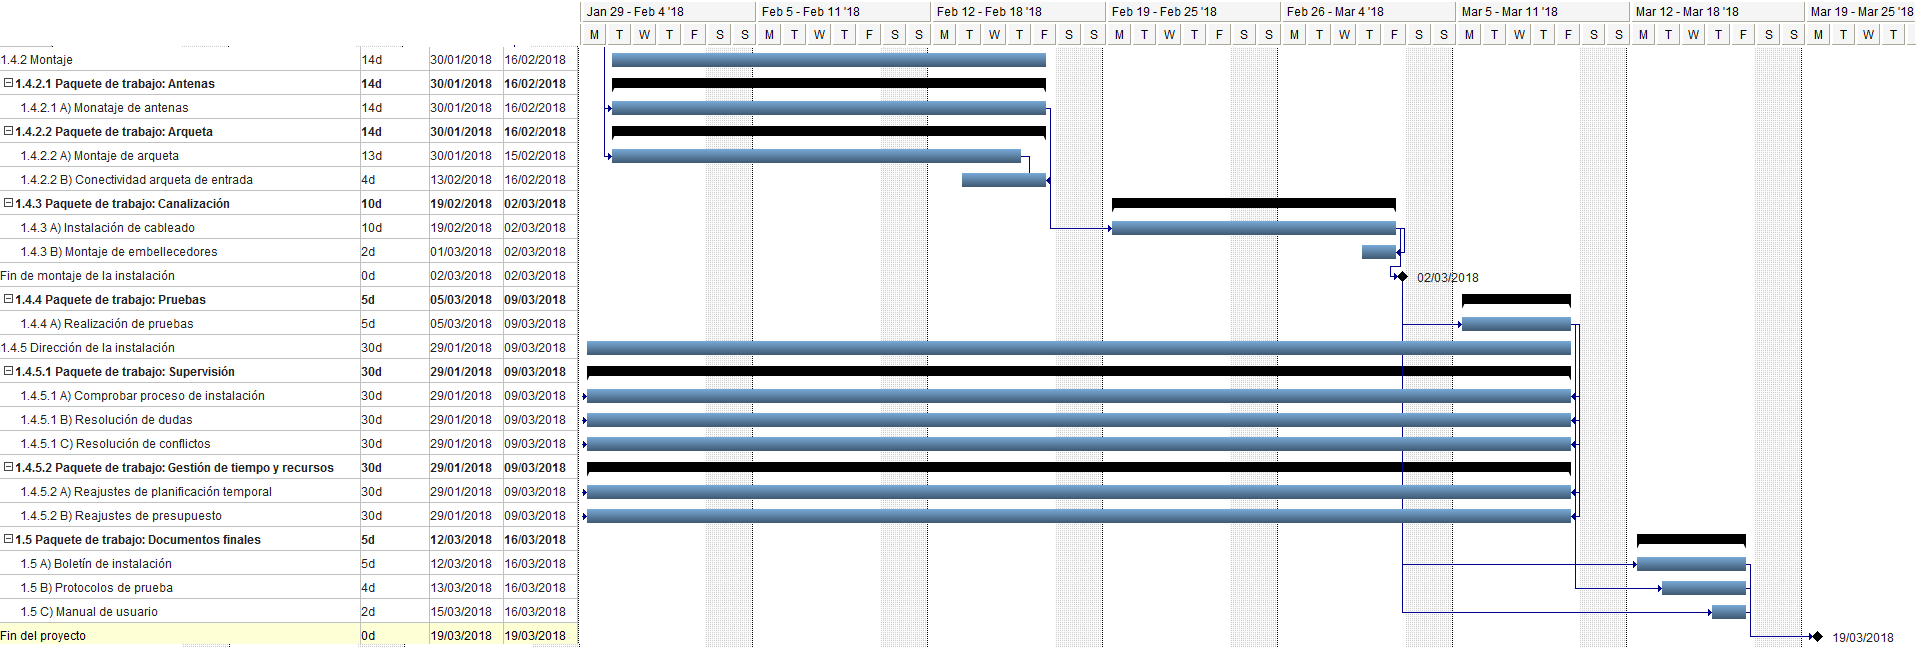 Jan 29 - Feb 4 '18 Feb 5 - Feb 11 '18 Feb 12 - Feb 18 '18 Feb 19 - Feb 25 '18 Feb 26 - Mar 4 '18 Mar 5 - Mar 11 '18 Mar 12 - Mar 18 '18 Mar 19 - Mar 25 '18
M T W T F S S M T W T F S S M T W T F S S M T W T F S S M T W T F S S M T W T F S S M T W T F S S M T W T
1.4.2 Montaje 14d 30/01/2018 16/02/2018
1.4.2.1 Paquete de trabajo: Antenas 14d 30/01/2018 16/02/2018
1.4.2.1 A) Monataje de antenas 14d 30/01/2018 16/02/2018
1.4.2.2 Paquete de trabajo: Arqueta 14d 30/01/2018 16/02/2018
1.4.2.2 A) Montaje de arqueta 13d 30/01/2018 15/02/2018
1.4.2.2 B) Conectividad arqueta de entrada 4d 13/02/2018 16/02/2018
1.4.3 Paquete de trabajo: Canalización 10d 19/02/2018 02/03/2018
1.4.3 A) Instalación de cableado 10d 19/02/2018 02/03/2018
1.4.3 B) Montaje de embellecedores 2d 01/03/2018 02/03/2018
Fin de montaje de la instalación 0d 02/03/2018 02/03/2018 02/03/2018
1.4.4 Paquete de trabajo: Pruebas 5d 05/03/2018 09/03/2018
1.4.4 A) Realización de pruebas 5d 05/03/2018 09/03/2018
1.4.5 Dirección de la instalación 30d 29/01/2018 09/03/2018
1.4.5.1 Paquete de trabajo: Supervisión 30d 29/01/2018 09/03/2018
1.4.5.1 A) Comprobar proceso de instalación 30d 29/01/2018 09/03/2018
1.4.5.1 B) Resolución de dudas 30d 29/01/2018 09/03/2018
1.4.5.1 C) Resolución de conflictos 30d 29/01/2018 09/03/2018
1.4.5.2 Paquete de trabajo: Gestión de tiempo y recursos 30d 29/01/2018 09/03/2018
1.4.5.2 A) Reajustes de planificación temporal 30d 29/01/2018 09/03/2018
1.4.5.2 B) Reajustes de presupuesto 30d 29/01/2018 09/03/2018
1.5 Paquete de trabajo: Documentos finales 5d 12/03/2018 16/03/2018
1.5 A) Boletín de instalación 5d 12/03/2018 16/03/2018
1.5 B) Protocolos de prueba 4d 13/03/2018 16/03/2018
1.5 C) Manual de usuario 2d 15/03/2018 16/03/2018
Fin del proyecto 0d 19/03/2018 19/03/2018 19/03/2018